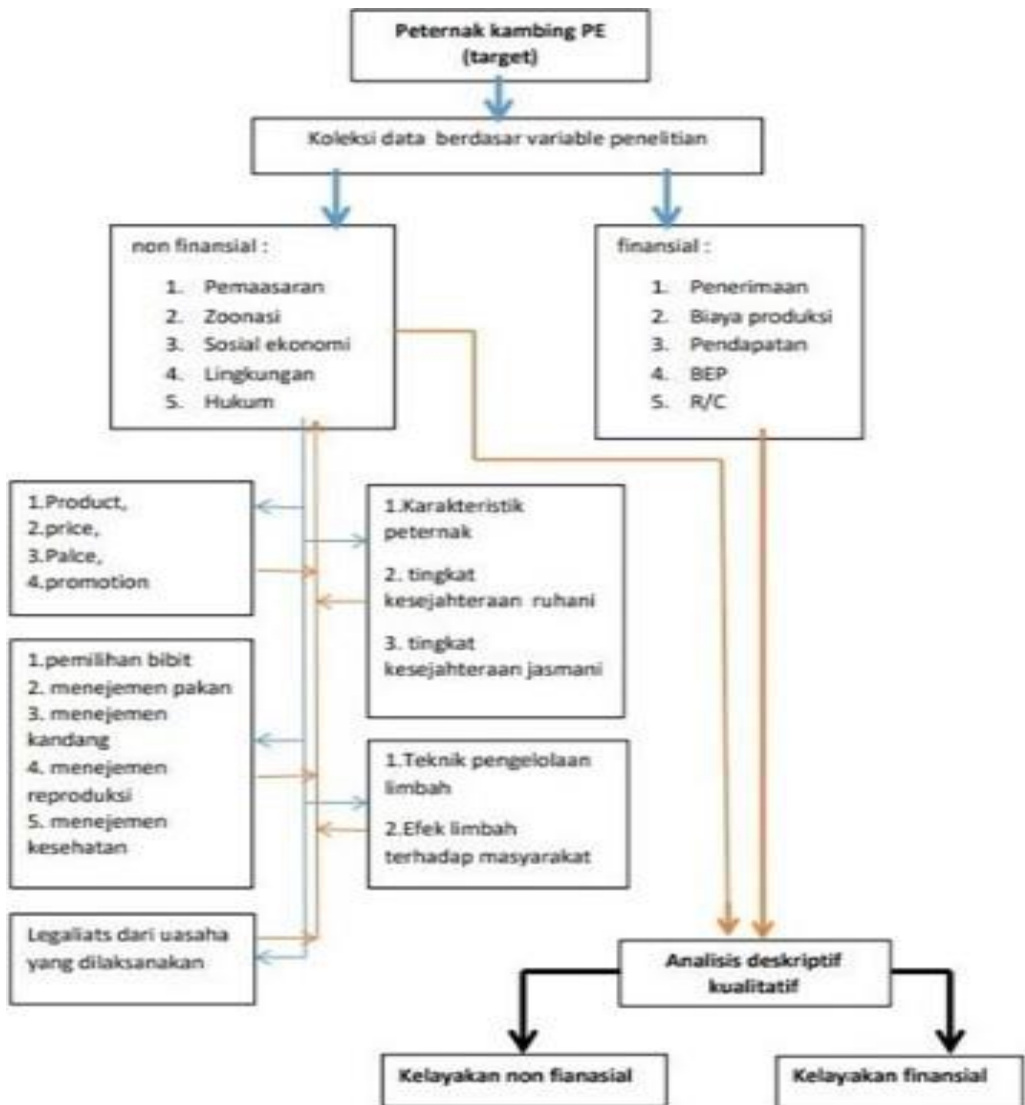 Peternak kambing PE
(target)
Koleksi data berdasar variable penelitian
non finansial :
1. Pemaasaran
2. Zoonasi
3. Sosial ekonomi
4. Lingkungan
5. Hukum
finansial :
1. Penerimaan
2. Biaya produksi
3. Pendapatan
4. BEP
5. R/C
1.Product,
2.price,
3.Palce,
4.promotion
1.Karakteristik
peternak
2. tingkat
kesejahteraan ruhani
3. tingkat
kesejahteraan jasmani
1.pemilihan bibit
2. menejemen pakan
3. menejemen
kandang
4. menejemen
reproduksi
5. menejemen
kesehatan
1.Teknik pengelolaan
limbah
2.Efek limbah
terhadap masyarakat
Legaliats dari uasaha
yang dilaksanakan
Analisis deskriptif
kualitatif
Kelayakan non fianasial
Kelayakan finansial